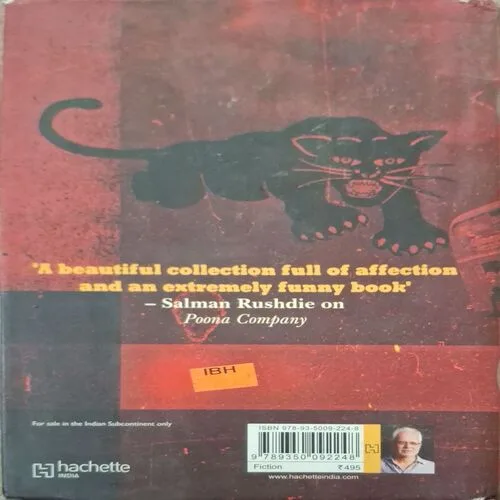 'A beautiful collection full of affection
and an extremely funny book'
– Salman Rushdie on
Poona Company
IBH
For sale in the Indian Subcontinent only
ISBN 978-93-5009-224-8
9 789350 092248
Fiction ₹495
hachette
INDIA
www.hachetteindia.com